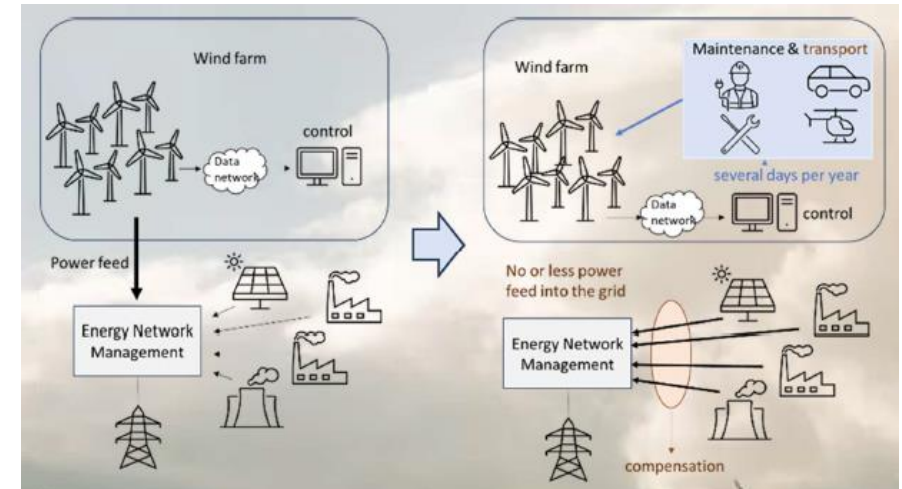 Wind farm
control
Data
network
Power feed
Energy Network
Management
Maintenance & transport
Wind farm
several days per year
Data
network
control
No or less power
feed into the grid
Energy Network
Management
compensation